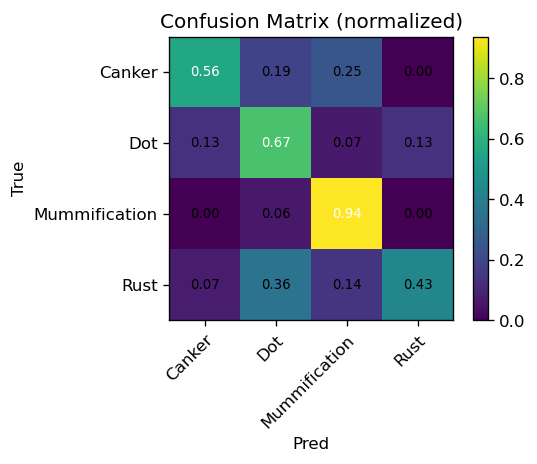 Confusion Matrix (normalized)
True
Canker 0.56 0.19 0.25 0.00
Dot 0.13 0.67 0.07 0.13
Mummification 0.00 0.06 0.94 0.00
Rust 0.07 0.36 0.14 0.43
Canker Dot Mummification Rust
Pred
0.8
0.6
0.4
0.2
0.0